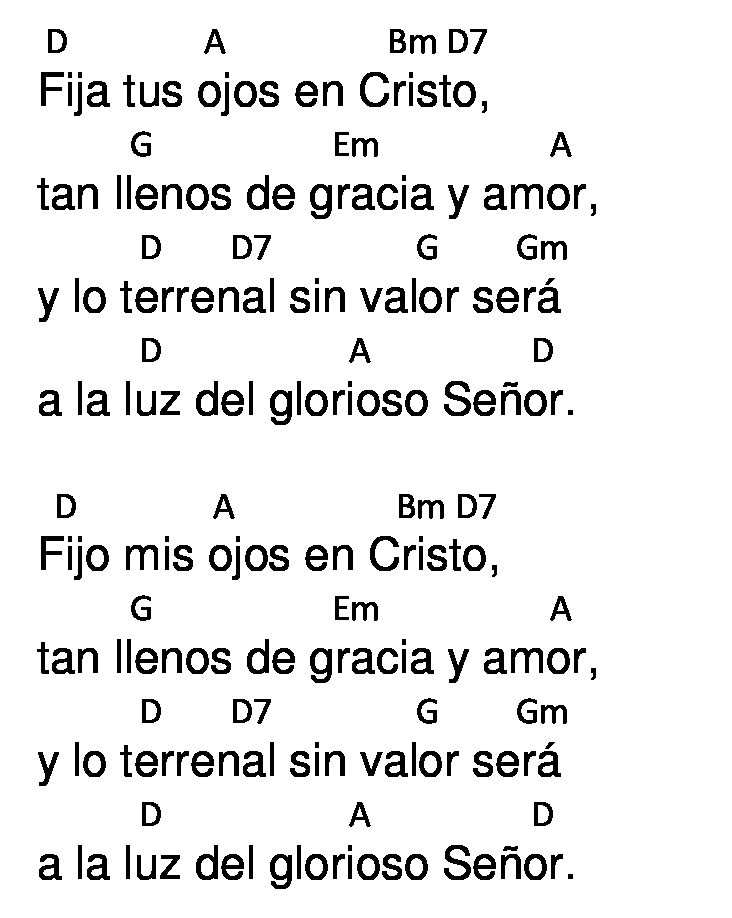 D A Bm D7
Fija tus ojos en Cristo,
G Em A
tan llenos de gracia y amor,
D D7 G Gm
y lo terrenal sin valor será
D A D
a la luz del glorioso Señor.
D A Bm D7
Fijo mis ojos en Cristo,
G Em A
tan llenos de gracia y amor,
D D7 G Gm
y lo terrenal sin valor será
D A D
a la luz del glorioso Señor.